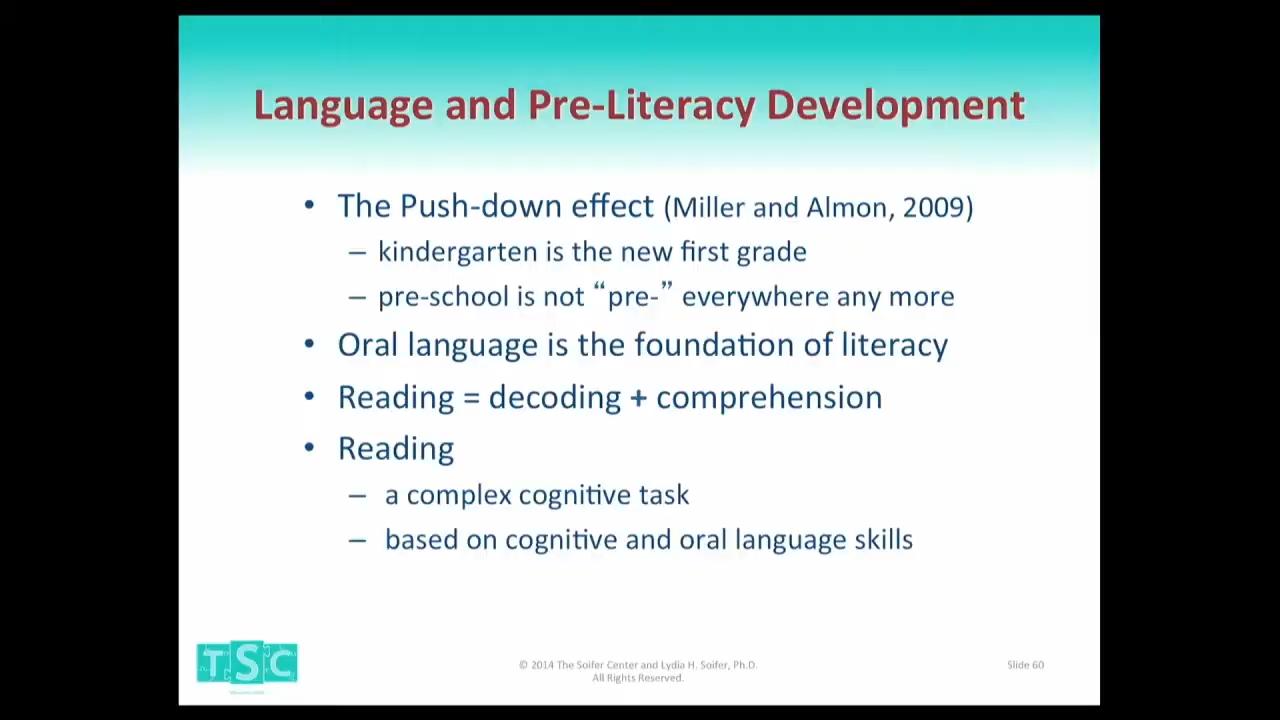 Language and Pre-Literacy Development
• The Push-down effect (Miller and Almon, 2009)
– kindergarten is the new first grade
– pre-school is not “pre-” everywhere any more
• Oral language is the foundation of literacy
• Reading = decoding + comprehension
• Reading
– a complex cognitive task
– based on cognitive and oral language skills
TSC
© 2014 The Soifer Center and Lydia H. Soifer, Ph.D.
All Rights Reserved.
Slide 60